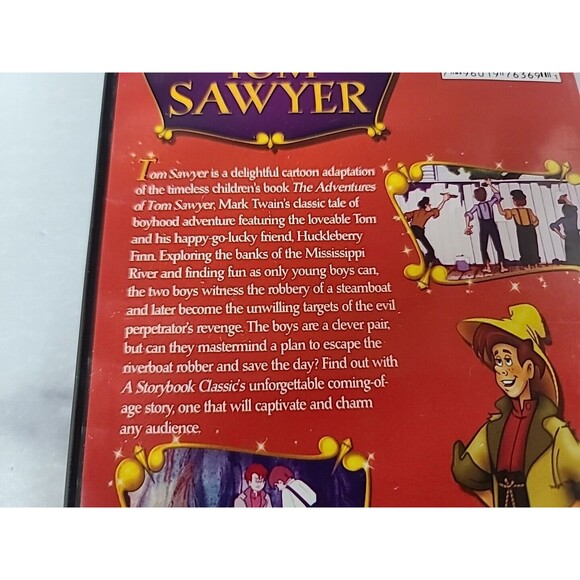 TOM
SAWYER
Tom Sawyer is a delightful cartoon adaptation
of the timeless children's book The Adventures
of Tom Sawyer, Mark Twain's classic tale of
boyhood adventure featuring the loveable Tom
and his happy-go-lucky friend, Huckleberry
Finn. Exploring the banks of the Mississippi
River and finding fun as only young boys can,
the two boys witness the robbery of a steamboat
and later become the unwilling targets of the evil
perpetrator's revenge. The boys are a clever pair,
but can they mastermind a plan to escape the
riverboat robber and save the day? Find out with
A Storybook Classic's unforgettable coming-of-
age story, one that will captivate and charm
any audience.